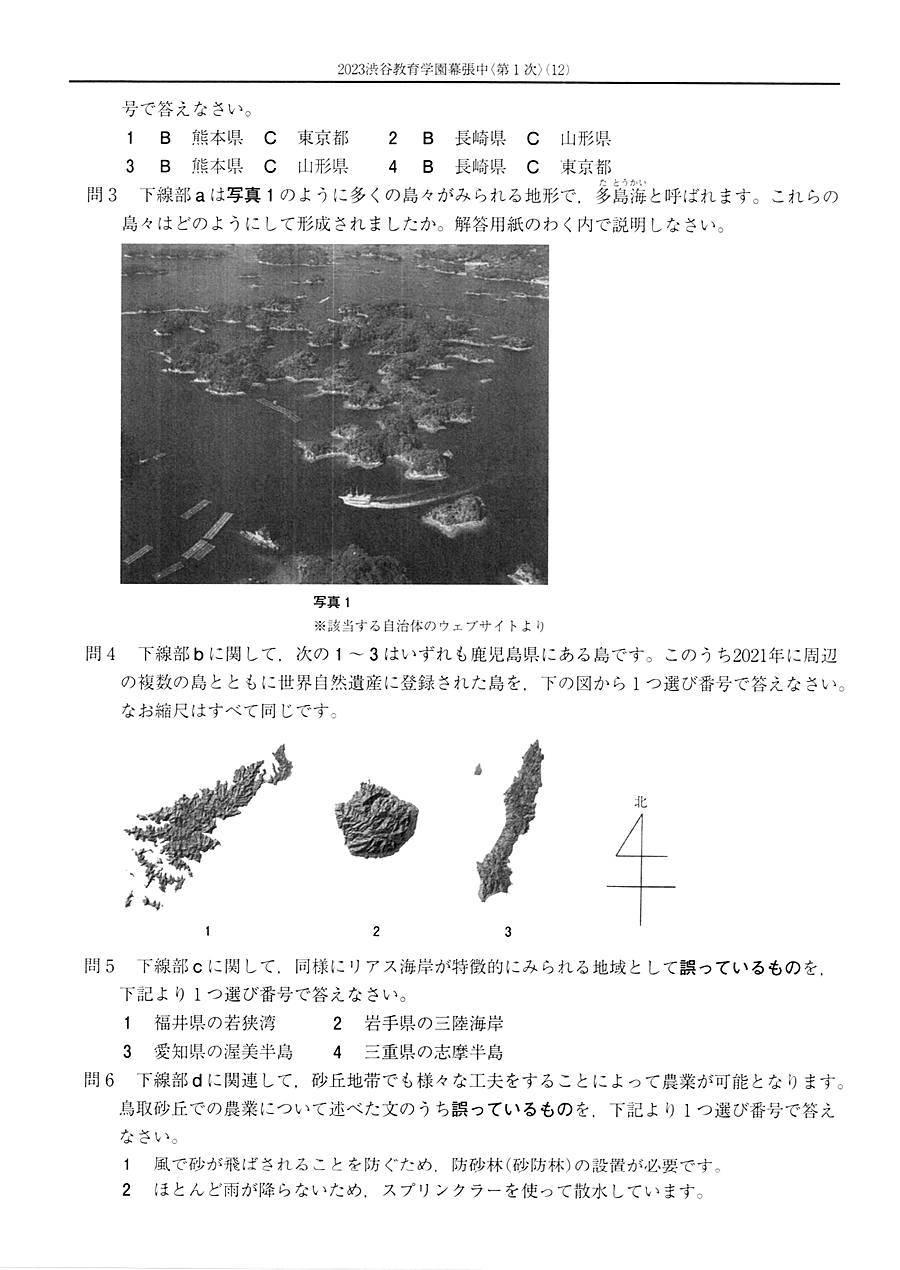 2023渋谷教育学園幕張中〈第1次〉(12)
号で答えなさい。
1 B 熊本県 C 東京都 2 B 長崎県 C 山形県
3 B 熊本県 C 山形県 4 B 長崎県 C 東京都
問3 下線部aは写真1のように多くの島々がみられる地形で，多島海と呼ばれます。これらの
た とうかい
島々はどのようにして形成されましたか。解答用紙のわく内で説明しなさい。
写真1
※該当する自治体のウェブサイトより
問4 下線部bに関して，次の1～3はいずれも鹿児島県にある島です。このうち2021年に周辺
の複数の島とともに世界自然遺産に登録された島を，下の図から1つ選び番号で答えなさい。
なお縮尺はすべて同じです。
北
1 2 3
問5 下線部cに関して，同様にリアス海岸が特徴的にみられる地域として誤っているものを，
下記より1つ選び番号で答えなさい。
1 福井県の若狭湾 2 岩手県の三陸海岸
3 愛知県の渥美半島 4 三重県の志摩半島
問6 下線部dに関連して，砂丘地帯でも様々な工夫をすることによって農業が可能となります。
鳥取砂丘での農業について述べた文のうち誤っているものを，下記より1つ選び番号で答え
なさい。
1 風で砂が飛ばされることを防ぐため，防砂林(砂防林)の設置が必要です。
2 ほとんど雨が降らないため，スプリンクラーを使って散水しています。